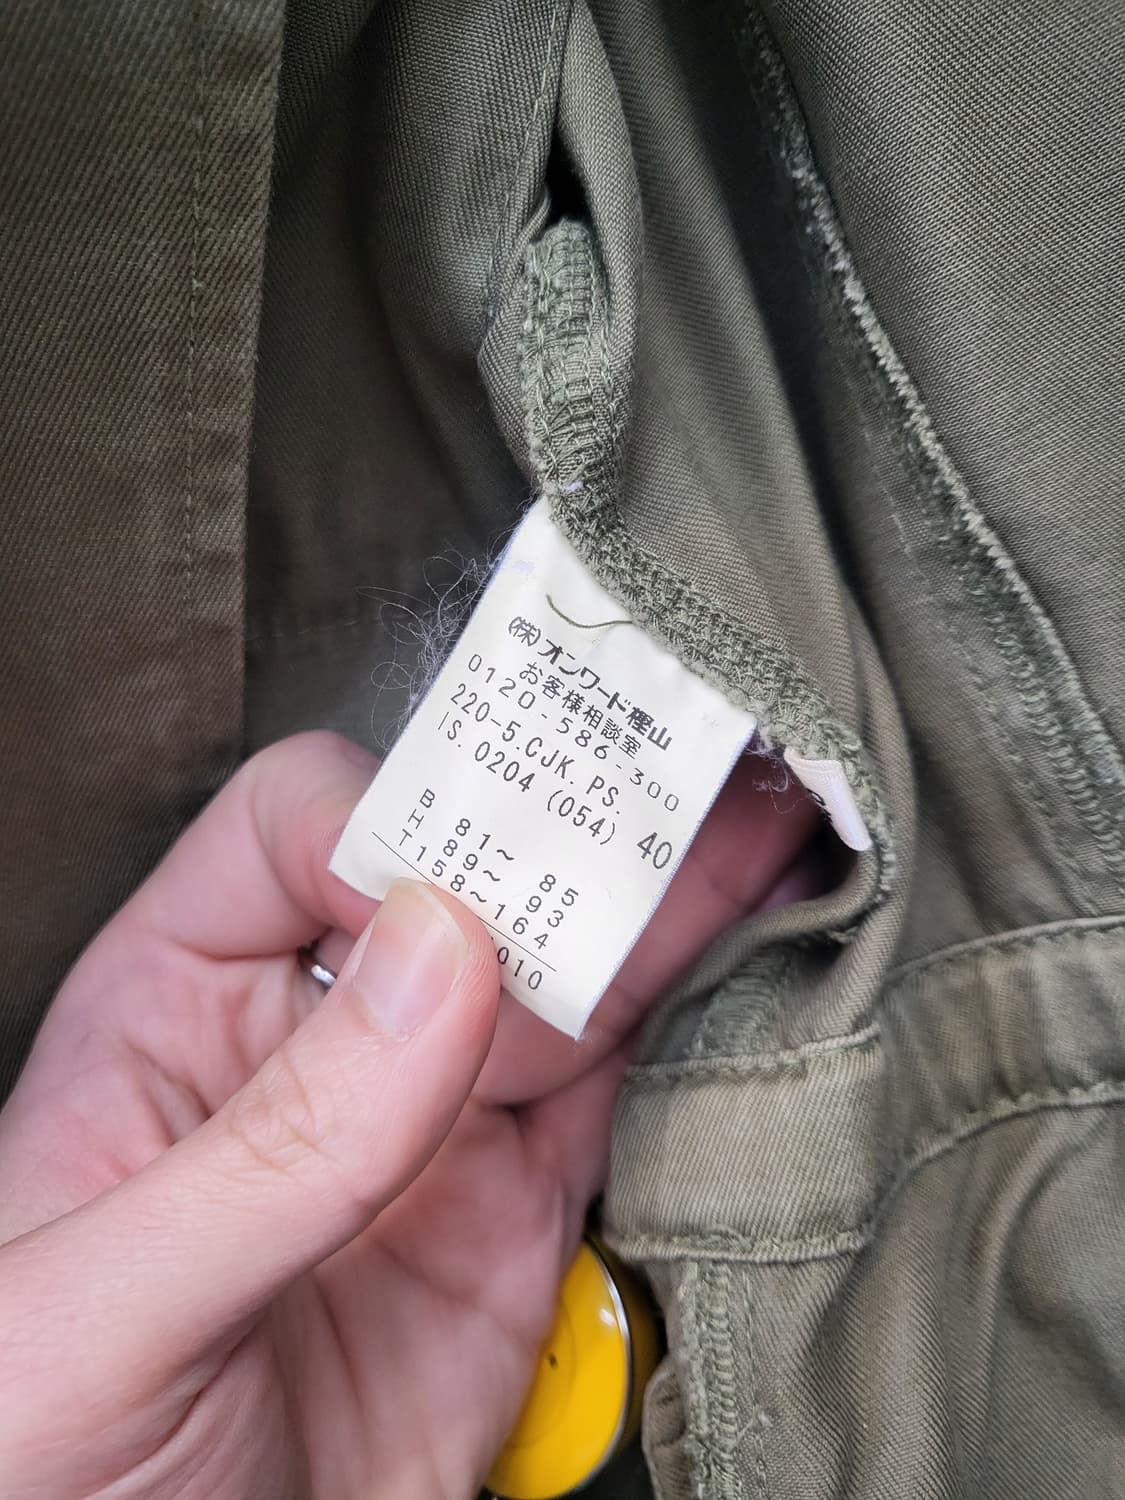 (株)オンワード樫山
お客様相談室
0120-586-300
220-5.CJK.PS.
IS.0204 (054) 40
B 81~ 85
H 89~ 93
T158~164
010